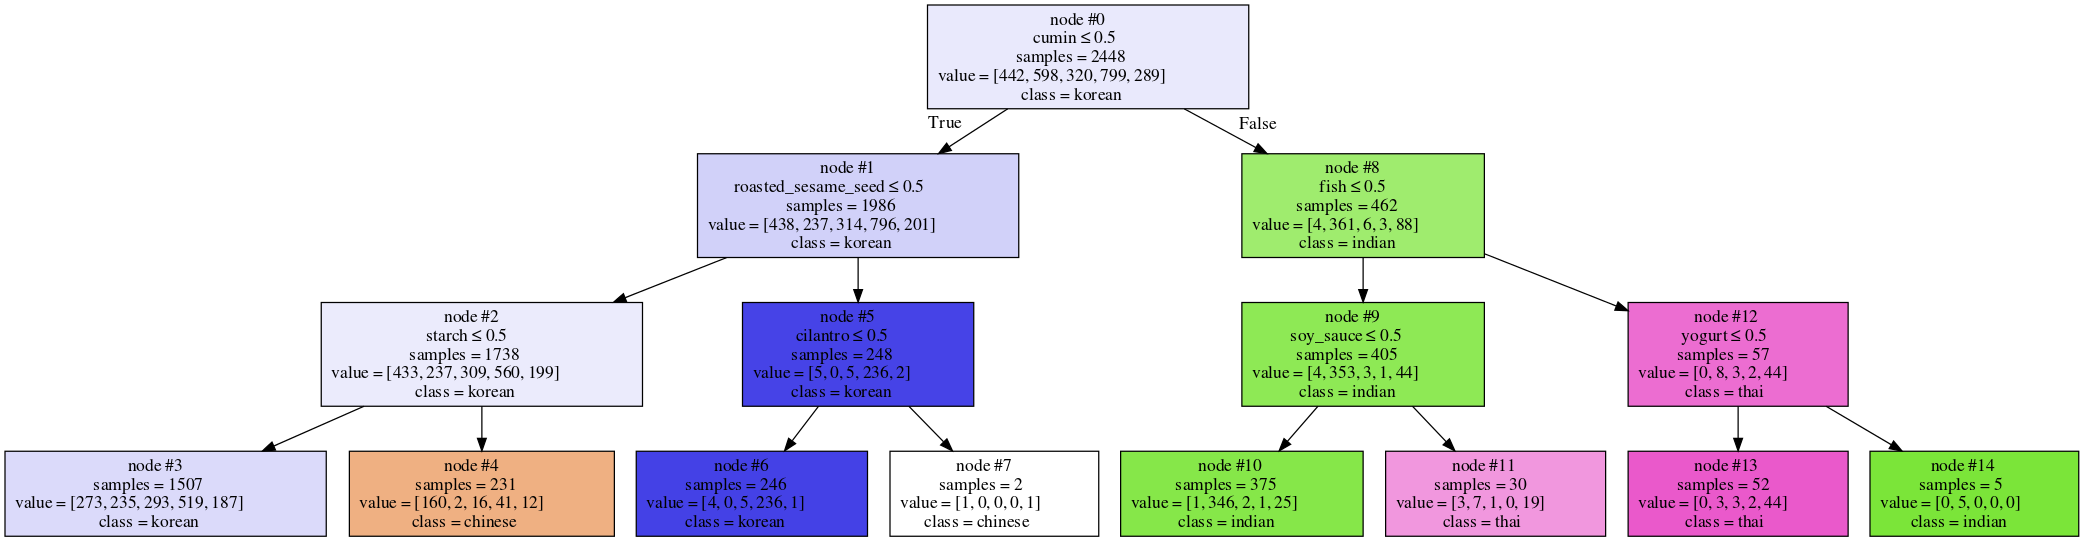 node #0
cumin ≤ 0.5
samples = 2448
value = [442, 598, 320, 799, 289]
class = korean
True
False
node #1
roasted_sesame_seed ≤ 0.5
samples = 1986
value = [438, 237, 314, 796, 201]
class = korean
node #8
fish ≤ 0.5
samples = 462
value = [4, 361, 6, 3, 88]
class = indian
node #2
starch ≤ 0.5
samples = 1738
value = [433, 237, 309, 560, 199]
class = korean
node #5
cilantro ≤ 0.5
samples = 248
value = [5, 0, 5, 236, 2]
class = korean
node #9
soy_sauce ≤ 0.5
samples = 405
value = [4, 353, 3, 1, 44]
class = indian
node #12
yogurt ≤ 0.5
samples = 57
value = [0, 8, 3, 2, 44]
class = thai
node #3
samples = 1507
value = [273, 235, 293, 519, 187]
class = korean
node #4
samples = 231
value = [160, 2, 16, 41, 12]
class = chinese
node #6
samples = 246
value = [4, 0, 5, 236, 1]
class = korean
node #7
samples = 2
value = [1, 0, 0, 0, 1]
class = chinese
node #10
samples = 375
value = [1, 346, 2, 1, 25]
class = indian
node #11
samples = 30
value = [3, 7, 1, 0, 19]
class = thai
node #13
samples = 52
value = [0, 3, 3, 2, 44]
class = thai
node #14
samples = 5
value = [0, 5, 0, 0, 0]
class = indian